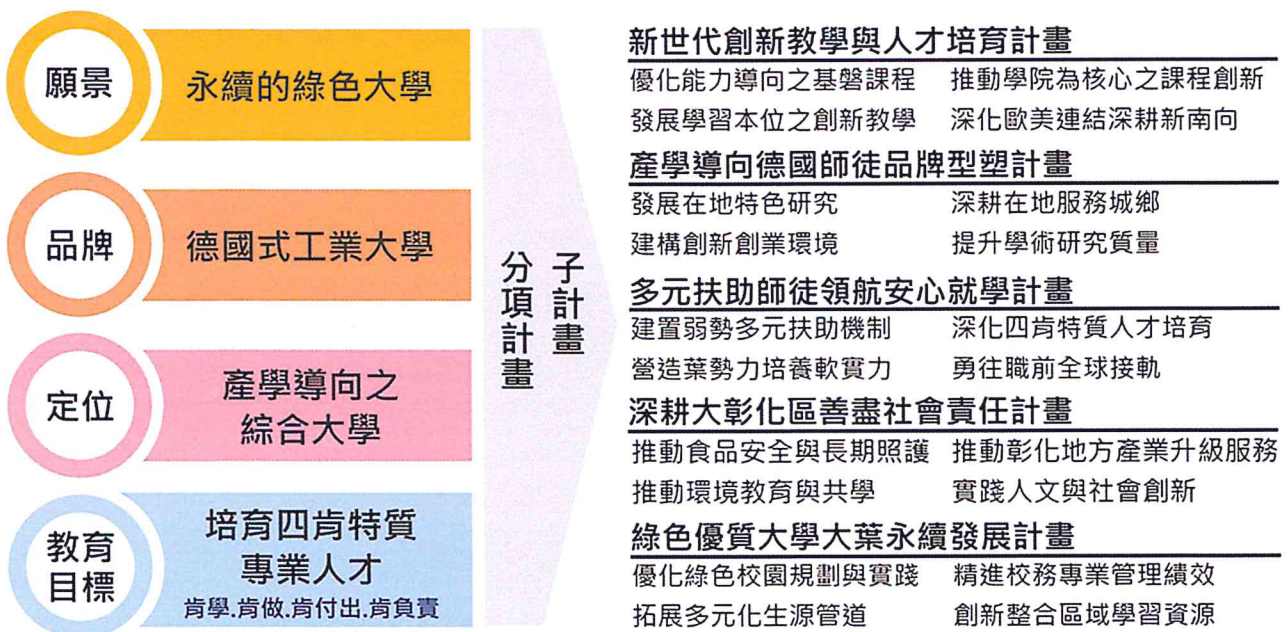 願景
永續的綠色大學
品牌
德國式工業大學
定位
產學導向之
綜合大學
教育
目標
培育四肯特質
專業人才
肯學.肯做.肯付出.肯負責
子計畫
分項計畫
新世代創新教學與人才培育計畫
優化能力導向之基磐課程 推動學院為核心之課程創新
發展學習本位之創新教學 深化歐美連結深耕新南向
產學導向德國師徒品牌型塑計畫
發展在地特色研究 深耕在地服務城鄉
建構創新創業環境 提升學術研究質量
多元扶助師徒領航安心就學計畫
建置弱勢多元扶助機制 深化四肯特質人才培育
營造葉勢力培養軟實力 勇往職前全球接軌
深耕大彰化區善盡社會責任計畫
推動食品安全與長期照護 推動彰化地方產業升級服務
推動環境教育與共學 實踐人文與社會創新
綠色優質大學大葉永續發展計畫
優化綠色校園規劃與實踐 精進校務專業管理績效
拓展多元化生源管道 創新整合區域學習資源